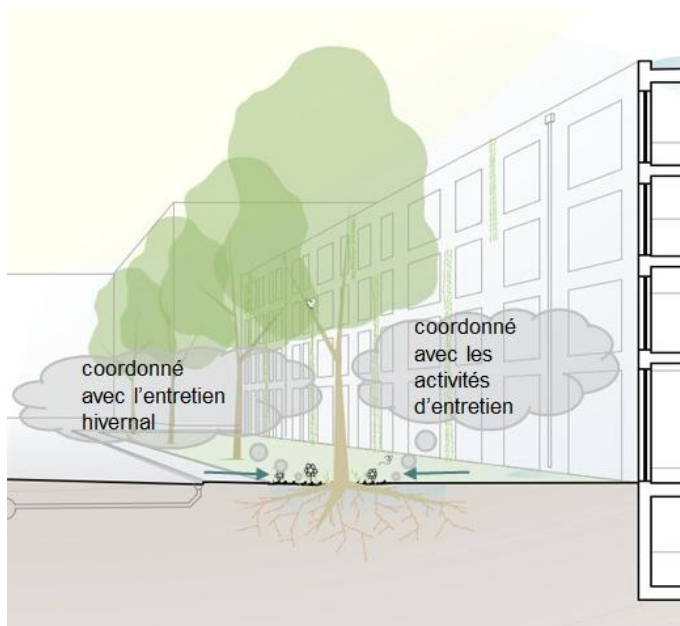 coordonné
avec l’entretien
hivernal
coordonné
avec les
activités
d’entretien